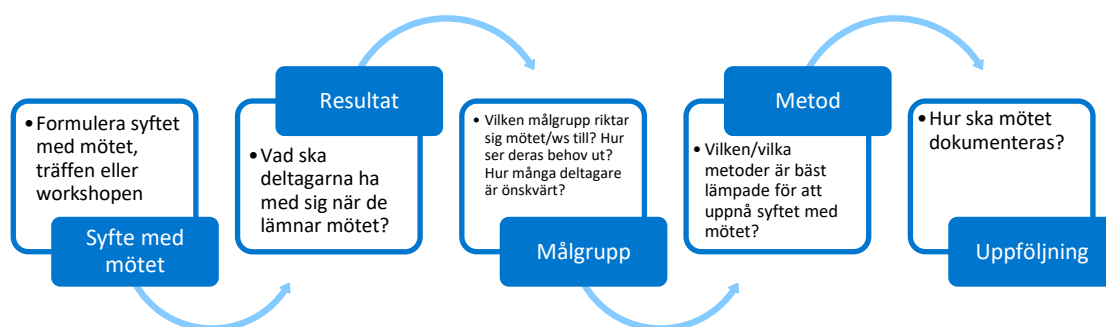 • Formulera syftet
med mötet,
träffen eller
workshopen
Syfte med
mötet
Resultat
• Vad ska
deltagarna ha
med sig när de
lämnar mötet?
• Vilken målgrupp riktar
sig mötet/ws till? Hur
ser deras behov ut?
Hur många deltagare
är önskvärt?
Målgrupp
Metod
• Vilken/vilka
metoder är bäst
lämpade för att
uppnå syftet med
mötet?
• Hur ska mötet
dokumenteras?
Uppföljning